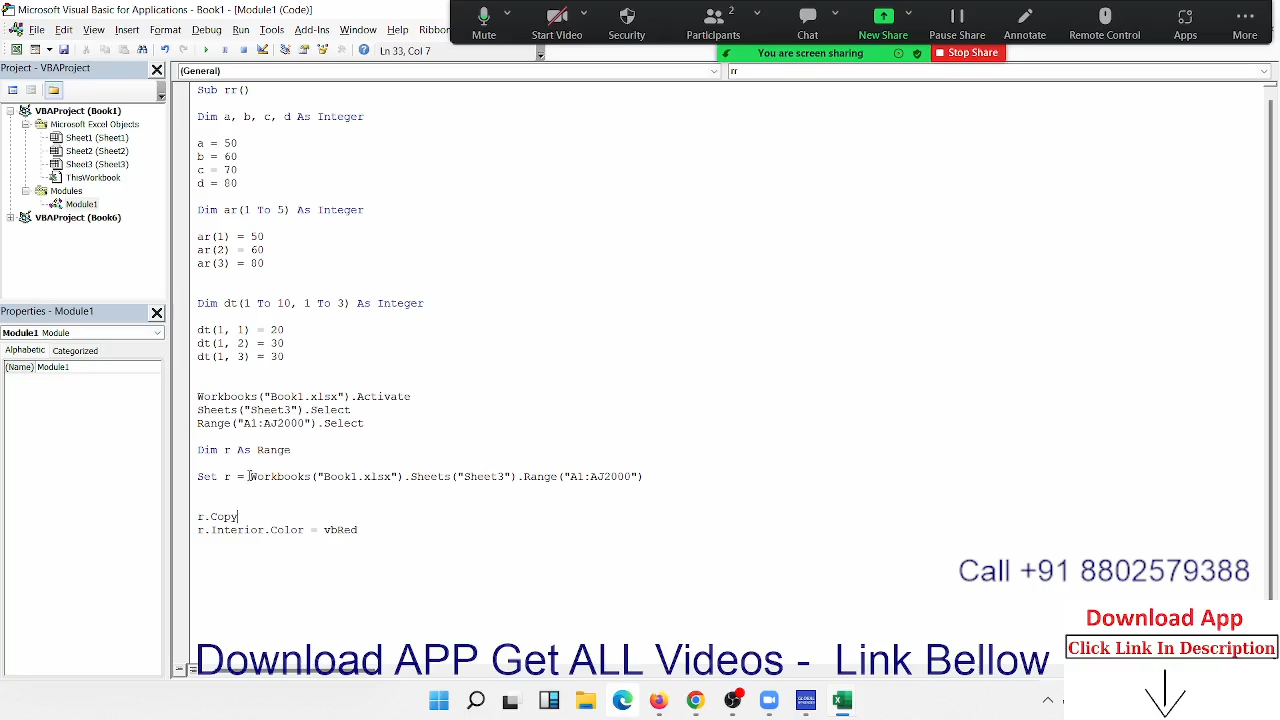 Microsoft Visual Basic for Applications - Book1 - [Module1 (Code)]
File Edit View Insert Format Debug Run Tools Add-Ins Window Help Ribbon
Ln 33, Col 7
Mute Start Video Security Participants 2 Chat New Share Pause Share Annotate Remote Control Apps More
You are screen sharing Stop Share
Project - VBAProject
VBAProject (Book1)
Microsoft Excel Objects
Sheet1 (Sheet1)
Sheet2 (Sheet2)
Sheet3 (Sheet3)
ThisWorkbook
Modules
Module1
VBAProject (Book6)
Properties - Module1
Module1 Module
Alphabetic Categorized
(Name) Module1
(General) rr
Sub rr()
Dim a, b, c, d As Integer
a = 50
b = 60
c = 70
d = 80
Dim ar(1 To 5) As Integer
ar(1) = 50
ar(2) = 60
ar(3) = 80
Dim dt(1 To 10, 1 To 3) As Integer
dt(1, 1) = 20
dt(1, 2) = 30
dt(1, 3) = 30
Workbooks("Book1.xlsx").Activate
Sheets("Sheet3").Select
Range("A1:AJ2000").Select
Dim r As Range
Set r = Workbooks("Book1.xlsx").Sheets("Sheet3").Range("A1:AJ2000")
r.Copy
r.Interior.Color = vbRed
Call +91 8802579388
Download App
Click Link In Description
Download APP Get ALL Videos - Link Bellow